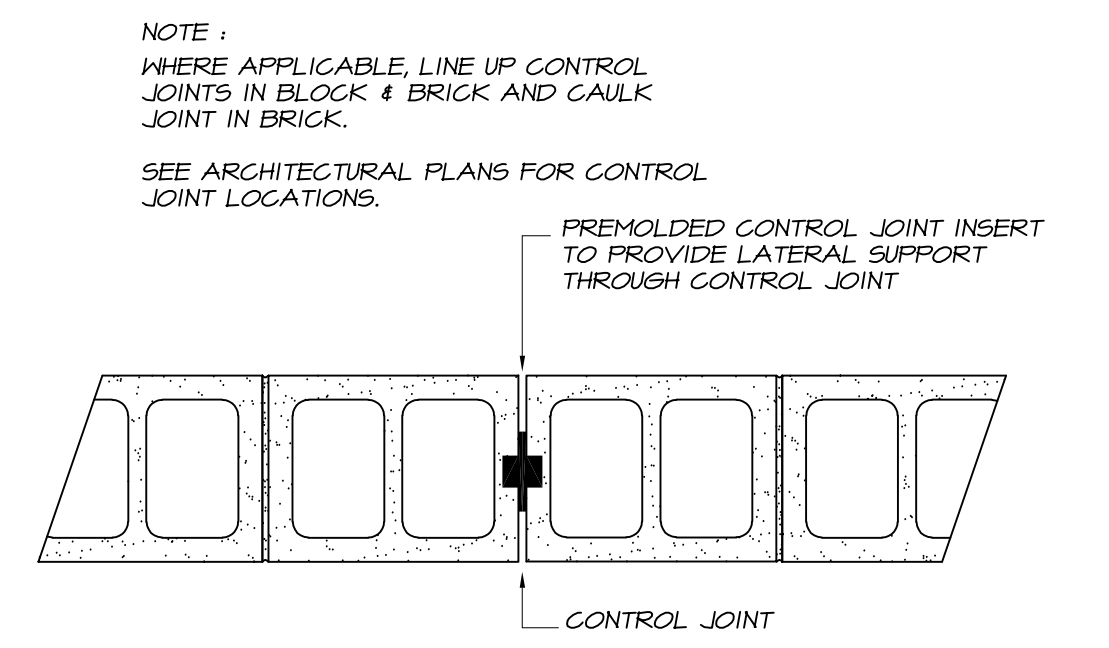 NOTE :
WHERE APPLICABLE, LINE UP CONTROL
JOINTS IN BLOCK & BRICK AND CAULK
JOINT IN BRICK.
SEE ARCHITECTURAL PLANS FOR CONTROL
JOINT LOCATIONS.
PREMOLDED CONTROL JOINT INSERT
TO PROVIDE LATERAL SUPPORT
THROUGH CONTROL JOINT
CONTROL JOINT